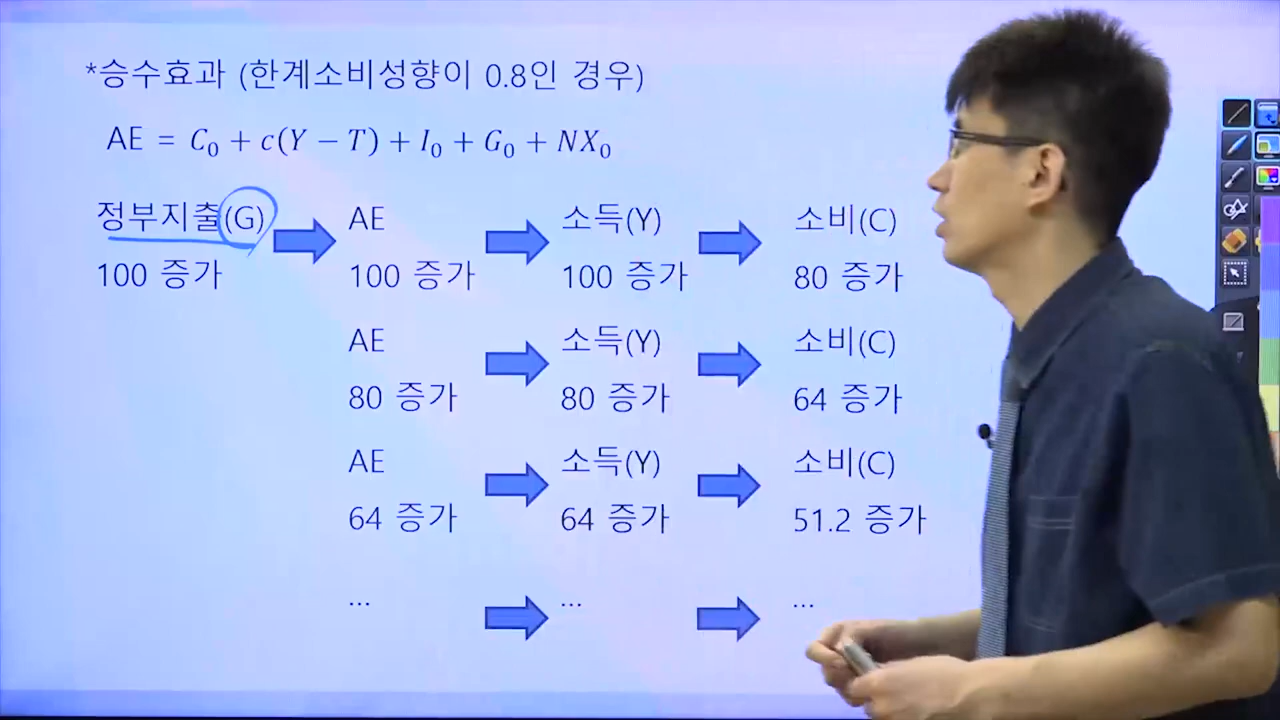 *승수효과 (한계소비성향이 0.8인 경우)
AE = C₀ + c(Y − T) + I₀ + G₀ + NX₀
정부지출(G) AE 소득(Y) 소비(C)
100 증가 100 증가 100 증가 80 증가
AE 소득(Y) 소비(C)
80 증가 80 증가 64 증가
AE 소득(Y) 소비(C)
64 증가 64 증가 51.2 증가
... ... ...